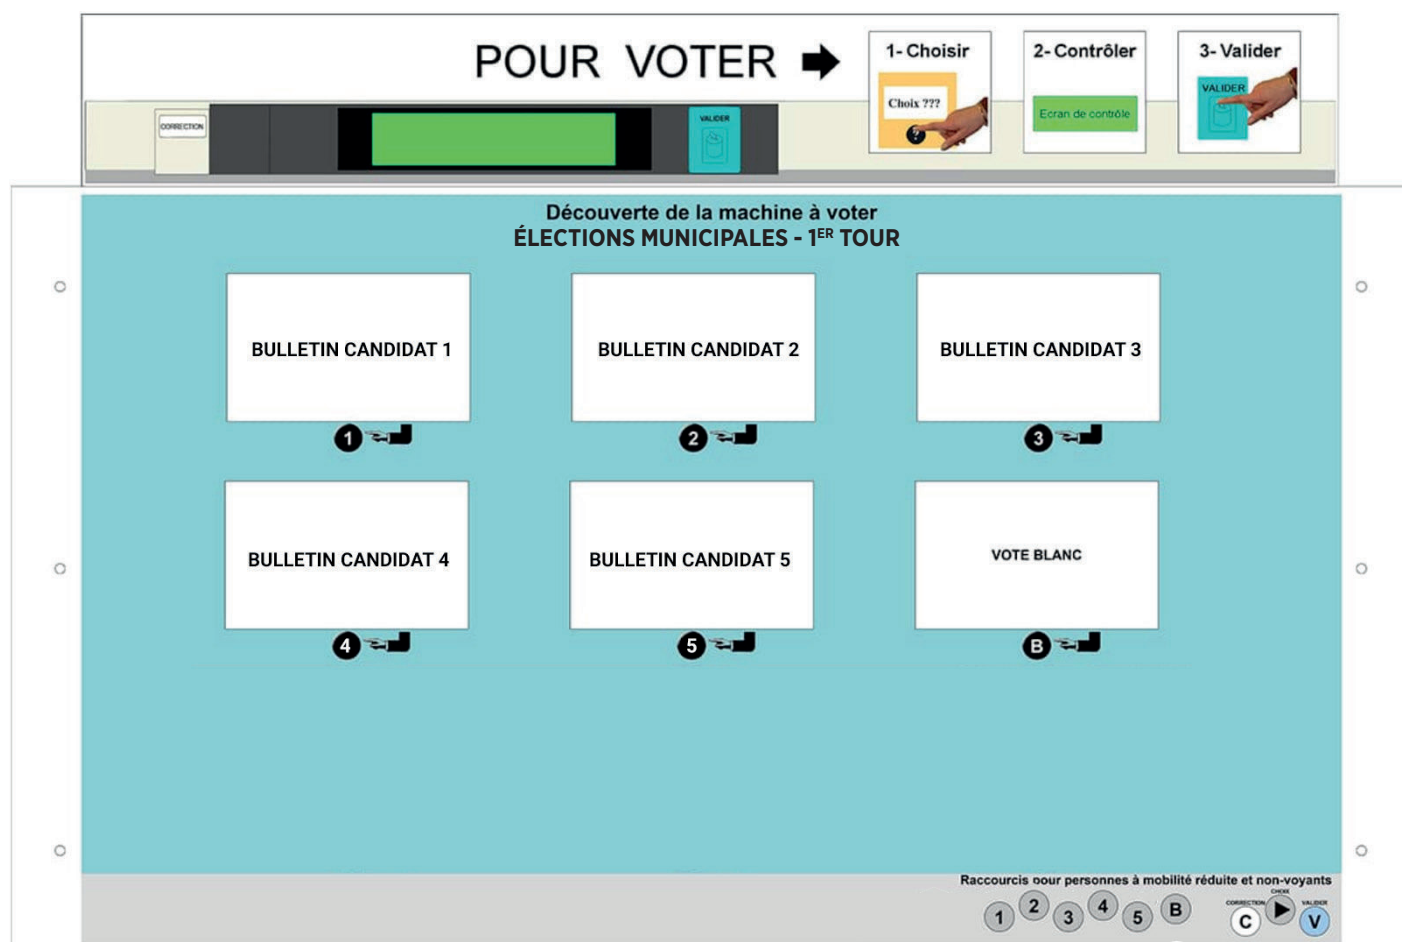 POUR VOTER
1- Choisir
Choix ???
?
2- Contrôler
Ecran de contrôle
3- Valider
VALIDER
CORRECTION
VALIDER
Découverte de la machine à voter
ÉLECTIONS MUNICIPALES - 1ER TOUR
BULLETIN CANDIDAT 1
BULLETIN CANDIDAT 2
BULLETIN CANDIDAT 3
1
2
3
BULLETIN CANDIDAT 4
BULLETIN CANDIDAT 5
VOTE BLANC
4
5
B
Raccourcis pour personnes à mobilité réduite et non-voyants
1
2
3
4
5
B
CORRECTION
C
CHOIX
VALIDER
V